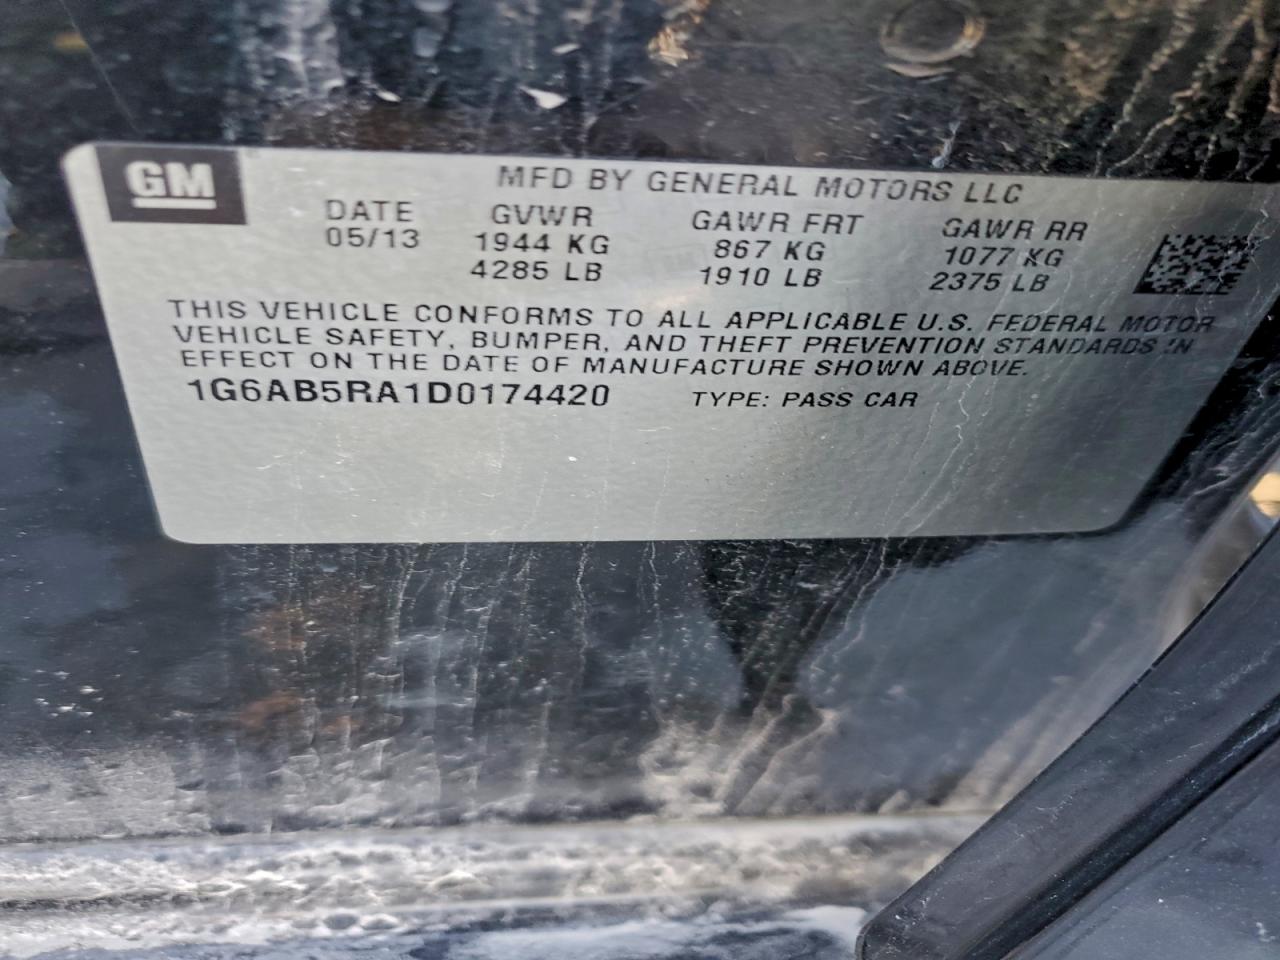 GM
MFD BY GENERAL MOTORS LLC
DATE GVWR GAWR FRT GAWR RR
05/13 1944 KG 867 KG 1077 KG
4285 LB 1910 LB 2375 LB
THIS VEHICLE CONFORMS TO ALL APPLICABLE U.S. FEDERAL MOTOR
VEHICLE SAFETY, BUMPER, AND THEFT PREVENTION STANDARDS IN
EFFECT ON THE DATE OF MANUFACTURE SHOWN ABOVE.
1G6AB5RA1D0174420 TYPE: PASS CAR